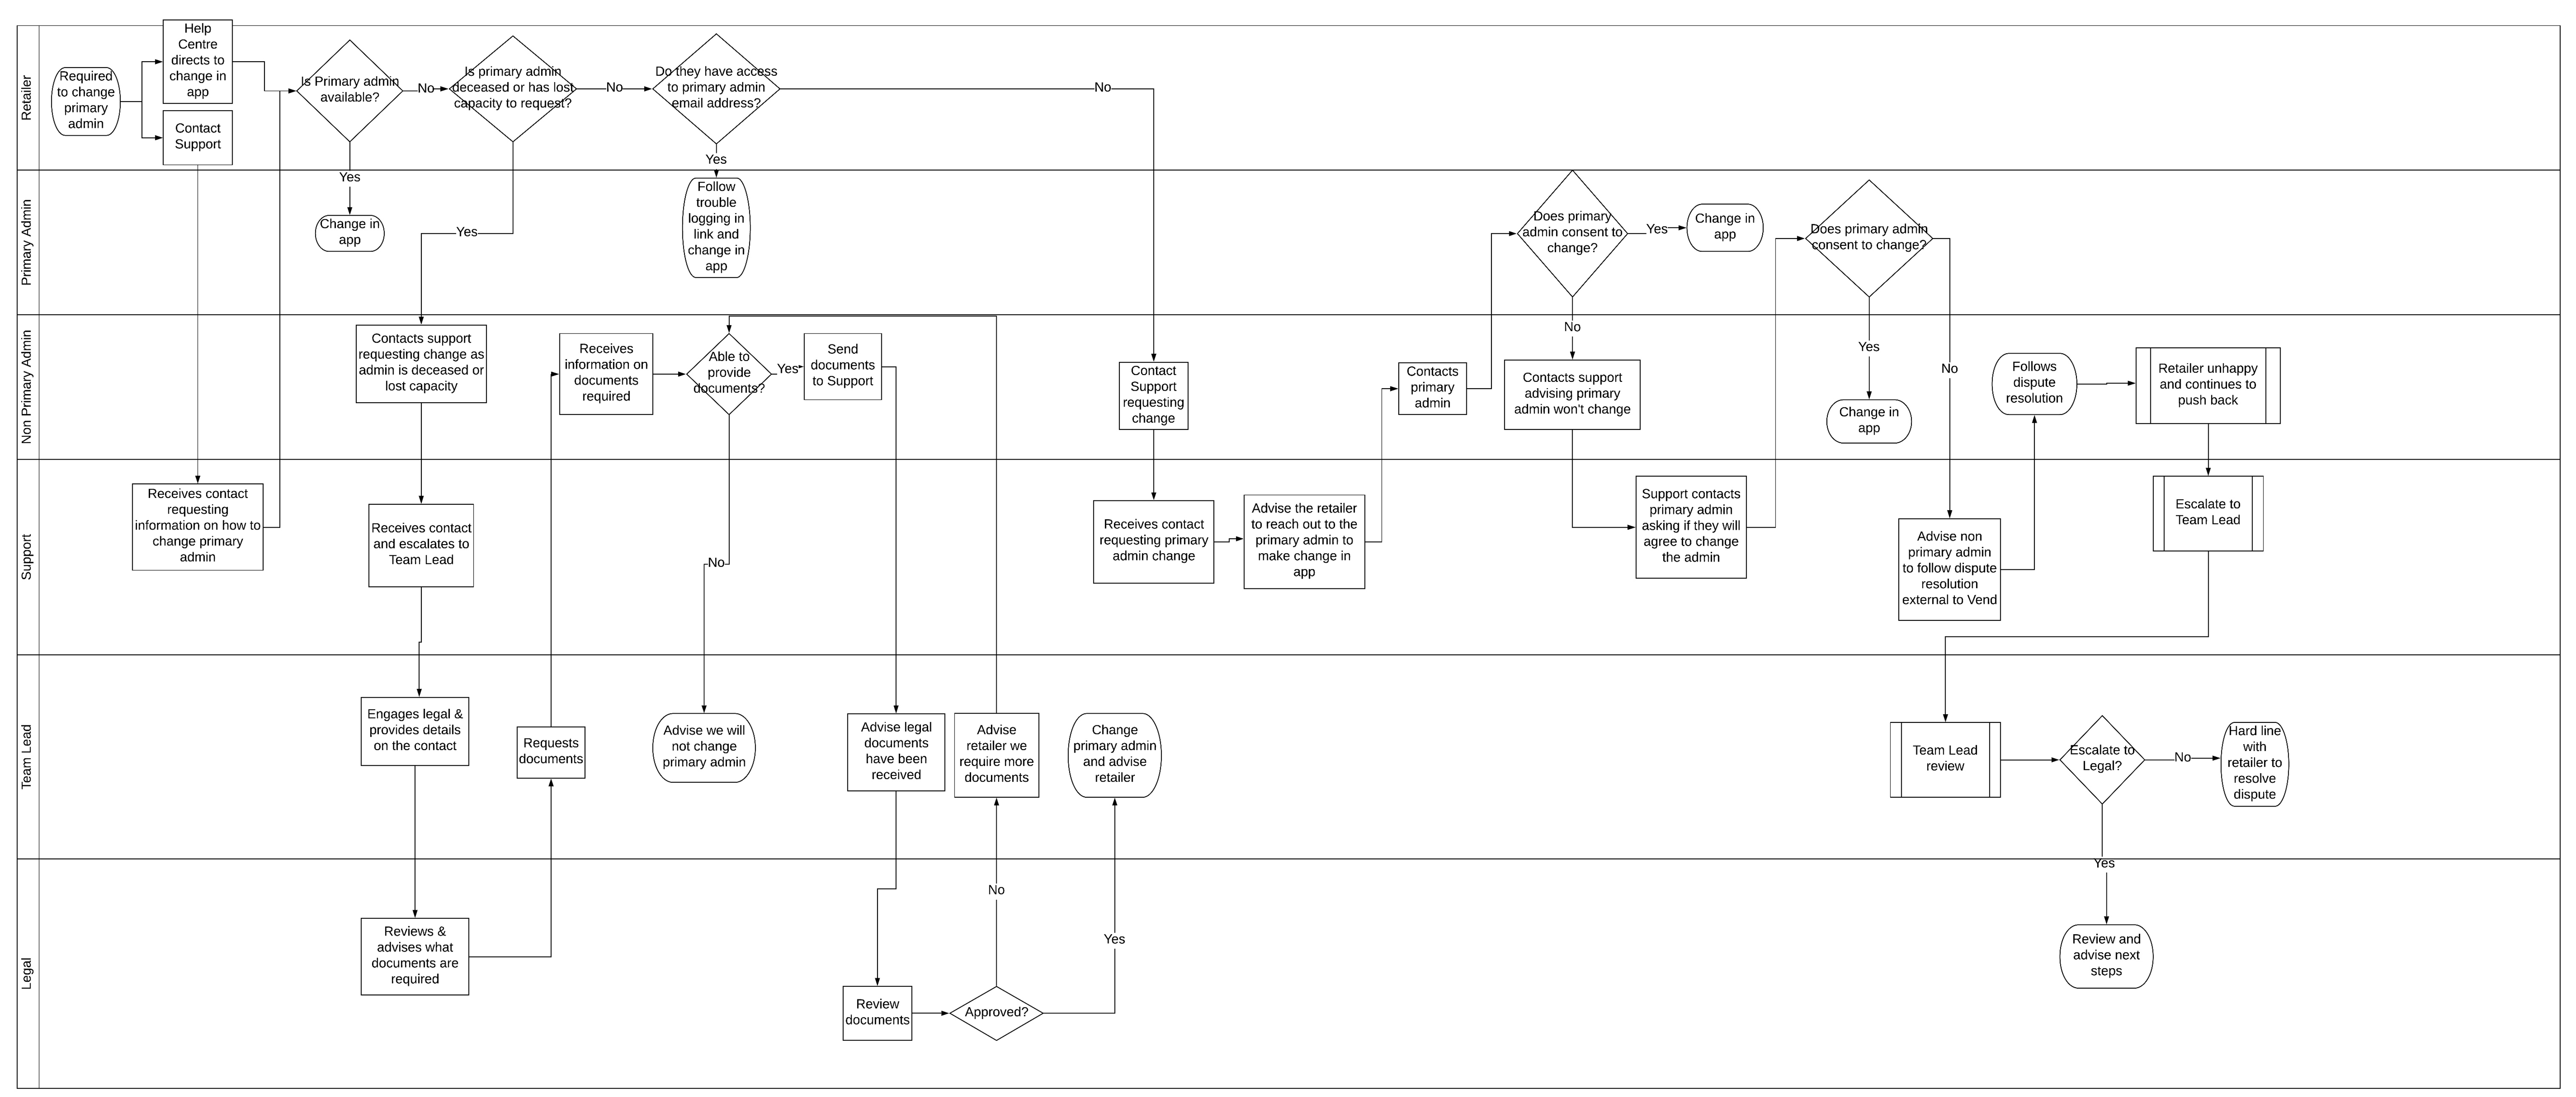 Retailer
Required
to change
primary
admin
Help
Centre
directs to
change in
app
Contact
Support
Is Primary admin
available?
No
Is primary admin
deceased or has lost
capacity to request?
No
Do they have access
to primary admin
email address?
No
Yes
Primary Admin
Yes
Change in
app
Yes
Follow
trouble
logging in
link and
change in
app
Does primary
admin consent to
change?
Yes
Change in
app
Does primary admin
consent to change?
Non Primary Admin
Contacts support
requesting change as
admin is deceased or
lost capacity
Receives
information on
documents
required
Able to
provide
documents?
Yes
Send
documents
to Support
Contact
Support
requesting
change
Contacts
primary
admin
No
Contacts support
advising primary
admin won't change
Yes
Change in
app
No
Follows
dispute
resolution
Retailer unhappy
and continues to
push back
Support
Receives contact
requesting
information on how to
change primary
admin
Receives contact
and escalates to
Team Lead
No
Receives contact
requesting primary
admin change
Advise the retailer
to reach out to the
primary admin to
make change in
app
Support contacts
primary admin
asking if they will
agree to change
the admin
Advise non
primary admin
to follow dispute
resolution
external to Vend
Escalate to
Team Lead
Team Lead
Engages legal &
provides details
on the contact
Requests
documents
Advise we will
not change
primary admin
Advise legal
documents
have been
received
Advise
retailer we
require more
documents
Change
primary admin
and advise
retailer
Team Lead
review
Escalate to
Legal?
No
Hard line
with
retailer to
resolve
dispute
Legal
Reviews &
advises what
documents are
required
Review
documents
Approved?
No
Yes
Yes
Review and
advise next
steps